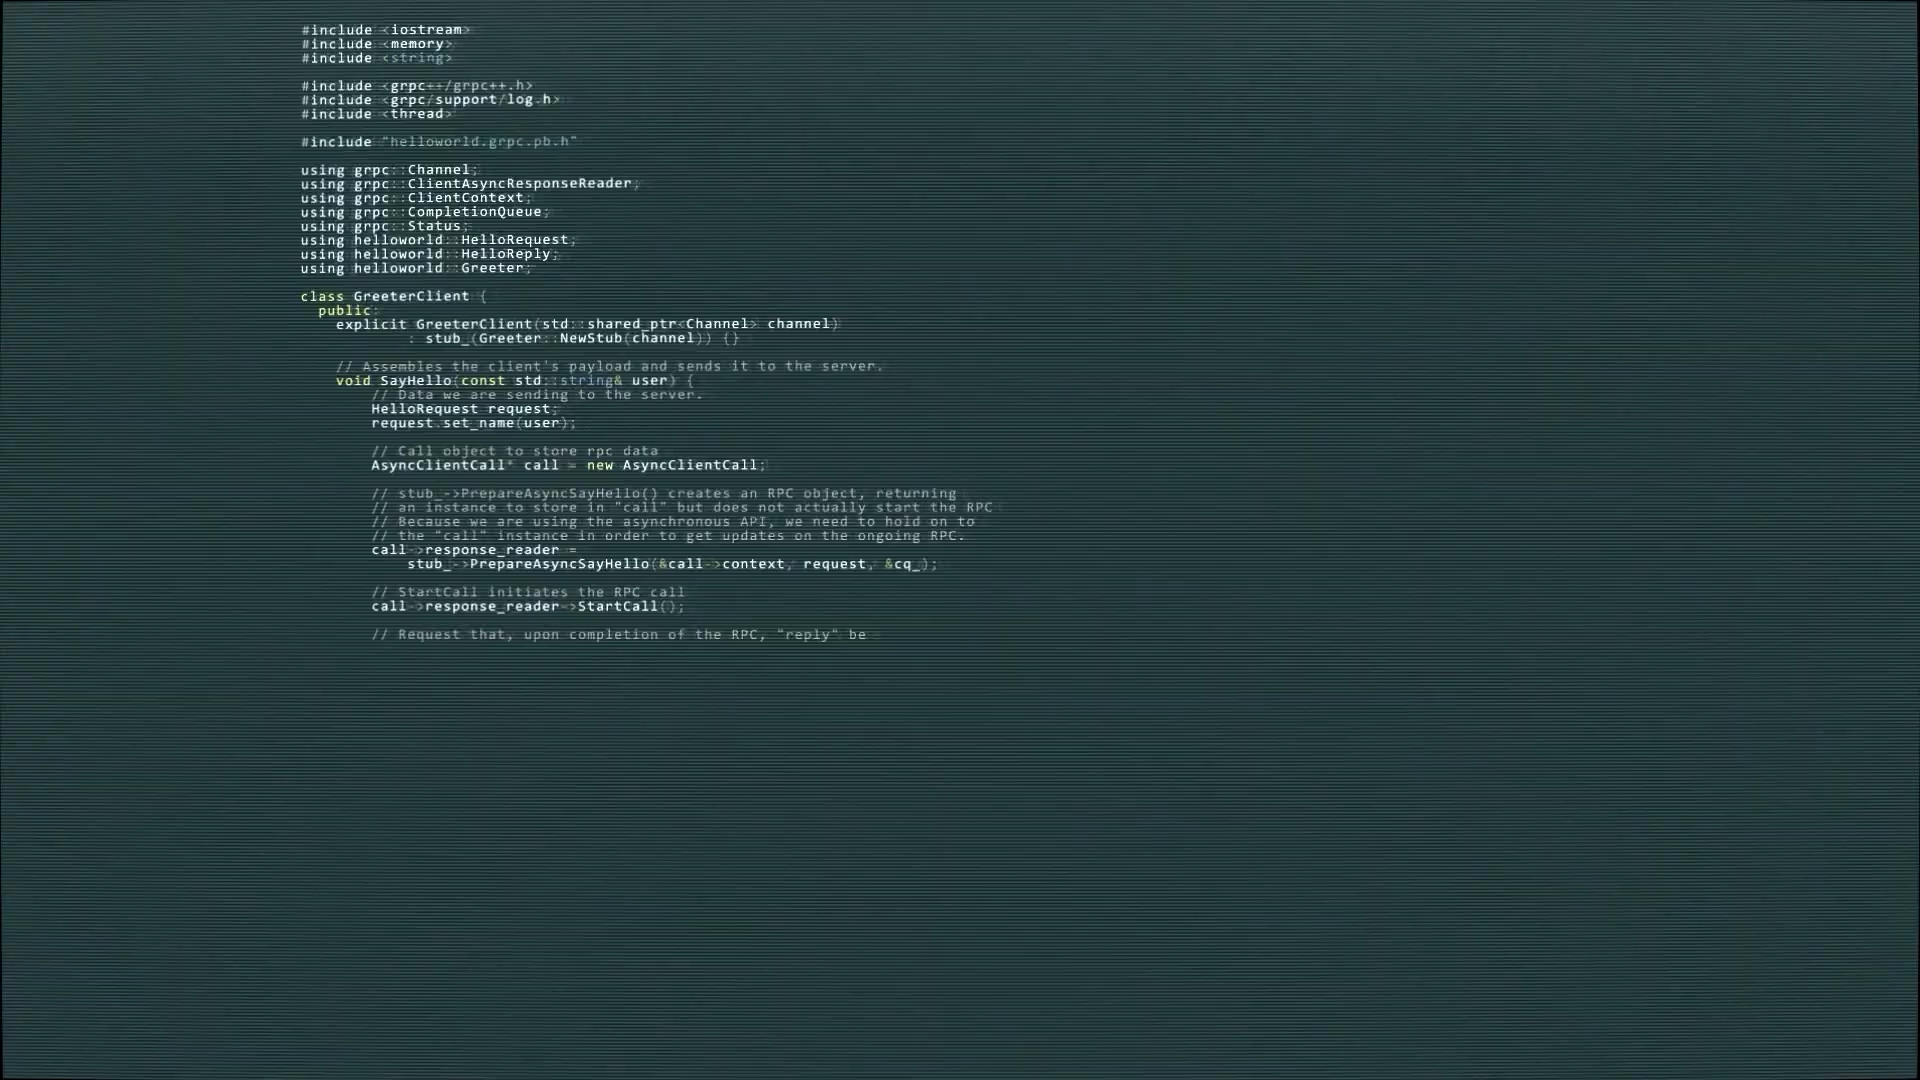 #include <iostream>
#include <memory>
#include <string>
#include <grpc++/grpc++.h>
#include <grpc/support/log.h>
#include <thread>
#include "helloworld.grpc.pb.h"
using grpc::Channel;
using grpc::ClientAsyncResponseReader;
using grpc::ClientContext;
using grpc::CompletionQueue;
using grpc::Status;
using helloworld::HelloRequest;
using helloworld::HelloReply;
using helloworld::Greeter;
class GreeterClient {
public:
explicit GreeterClient(std::shared_ptr<Channel> channel)
: stub_(Greeter::NewStub(channel)) {}
// Assembles the client's payload and sends it to the server.
void SayHello(const std::string& user) {
// Data we are sending to the server.
HelloRequest request;
request.set_name(user);
// Call object to store rpc data
AsyncClientCall* call = new AsyncClientCall;
// stub_->PrepareAsyncSayHello() creates an RPC object, returning
// an instance to store in "call" but does not actually start the RPC
// Because we are using the asynchronous API, we need to hold on to
// the "call" instance in order to get updates on the ongoing RPC.
call->response_reader =
stub_->PrepareAsyncSayHello(&call->context, request, &cq_);
// StartCall initiates the RPC call
call->response_reader->StartCall();
// Request that, upon completion of the RPC, "reply" be